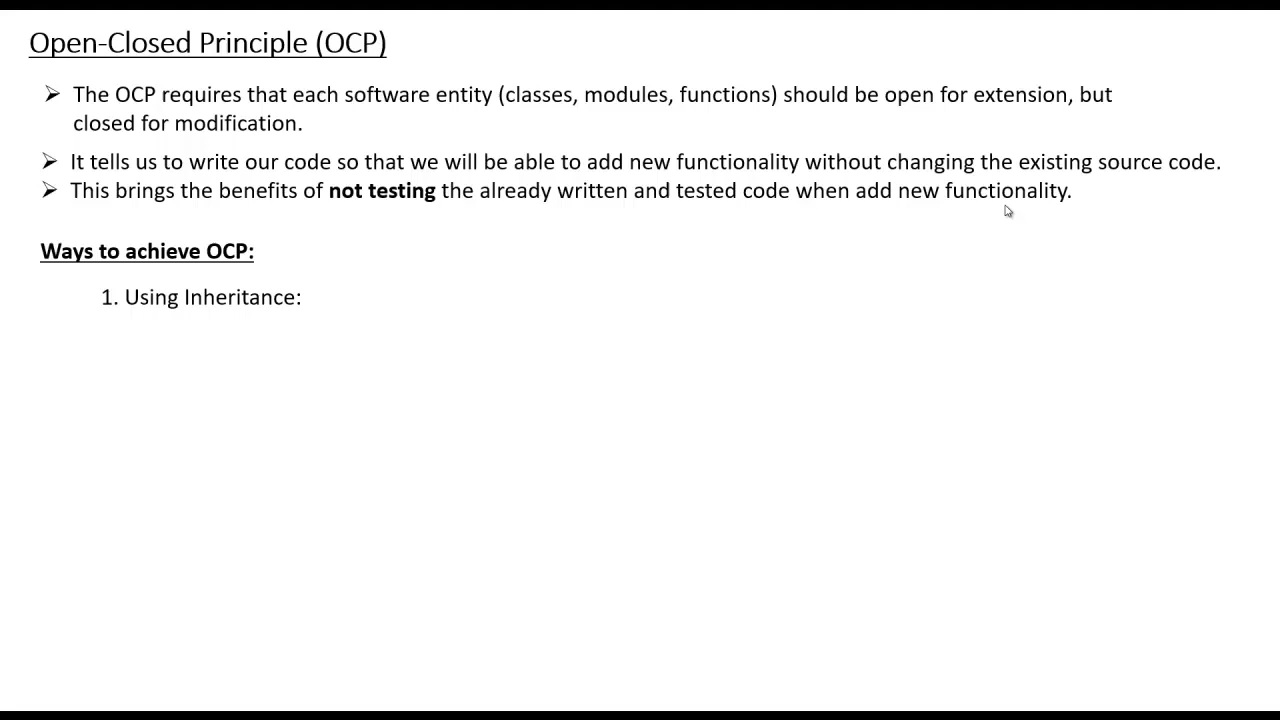 Open-Closed Principle (OCP)
➢ The OCP requires that each software entity (classes, modules, functions) should be open for extension, but
closed for modification.
➢ It tells us to write our code so that we will be able to add new functionality without changing the existing source code.
➢ This brings the benefits of not testing the already written and tested code when add new functionality.
Ways to achieve OCP:
1. Using Inheritance: